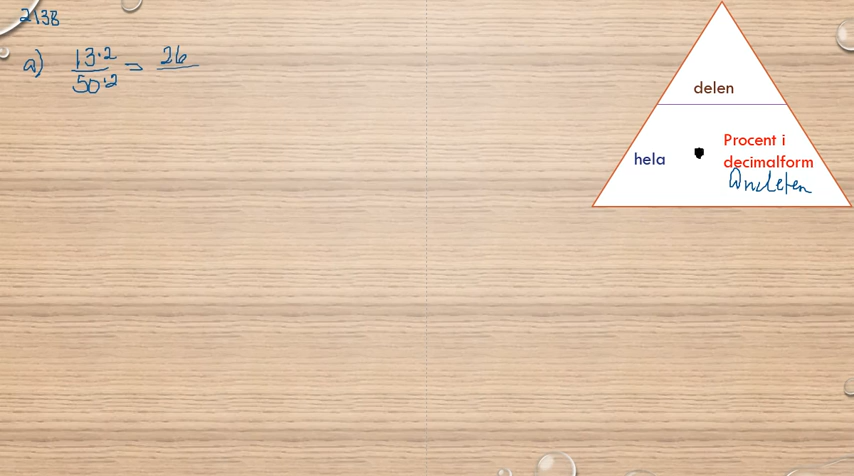 2138
a) 13·2 = 26
50·2
delen
hela
Procent i
decimalform
Andelen